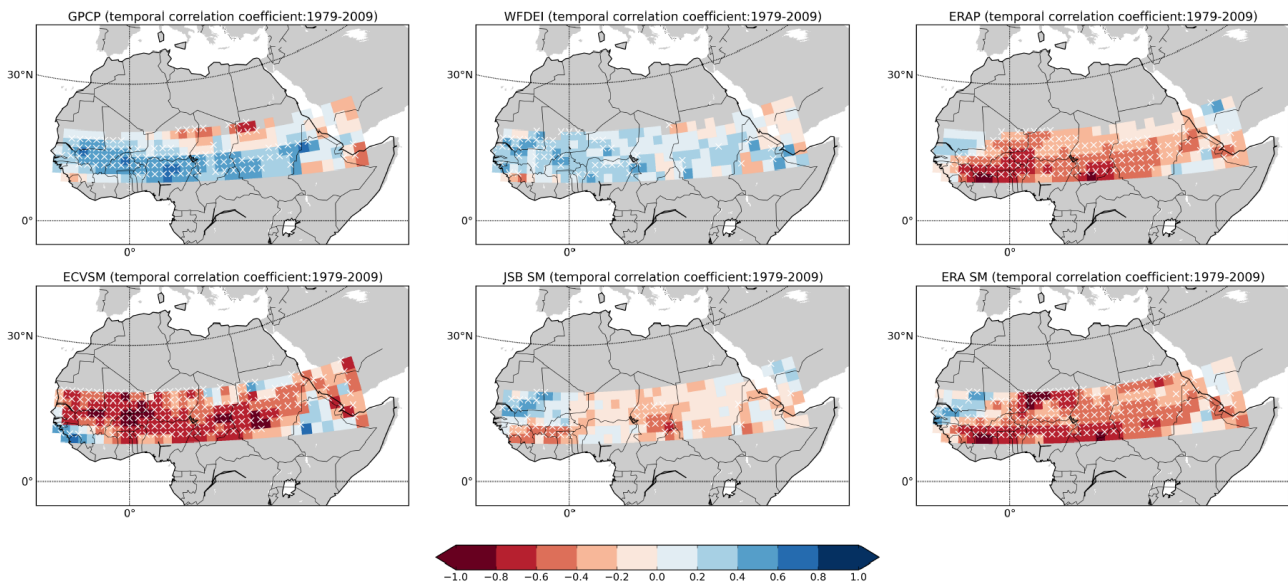 GPCP (temporal correlation coefficient:1979-2009)
WFDEI (temporal correlation coefficient:1979-2009)
ERAP (temporal correlation coefficient:1979-2009)
30°N
0°
0°
0°
0°
ECVSM (temporal correlation coefficient:1979-2009)
JSB SM (temporal correlation coefficient:1979-2009)
ERA SM (temporal correlation coefficient:1979-2009)
30°N
0°
0°
0°
0°
30°N
0°
30°N
0°
30°N
0°
30°N
0°
−1.0 −0.8 −0.6 −0.4 −0.2 0.0 0.2 0.4 0.6 0.8 1.0